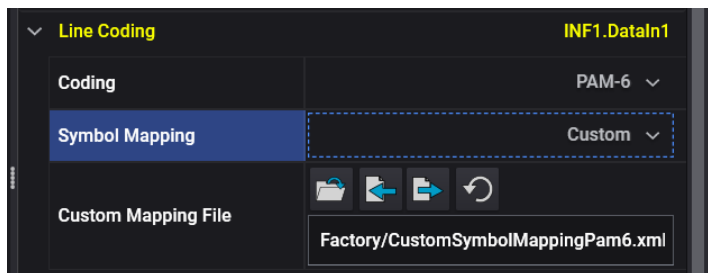 Line Coding INF1.DataIn1
Coding PAM-6
Symbol Mapping Custom
Custom Mapping File
Factory/CustomSymbolMappingPam6.xml